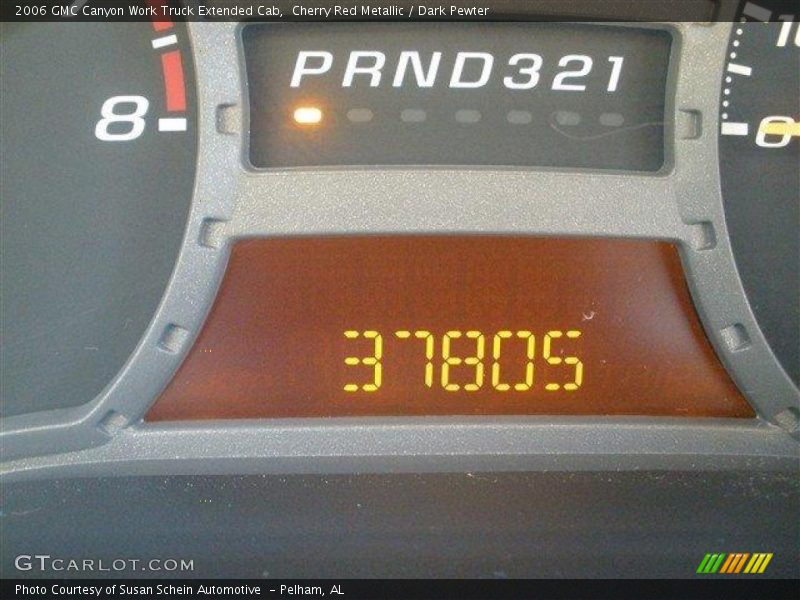 2006 GMC Canyon Work Truck Extended Cab, Cherry Red Metallic / Dark Pewter
PRND321
8
0
37805
GTCARLOT.COM
Photo Courtesy of Susan Schein Automotive - Pelham, AL